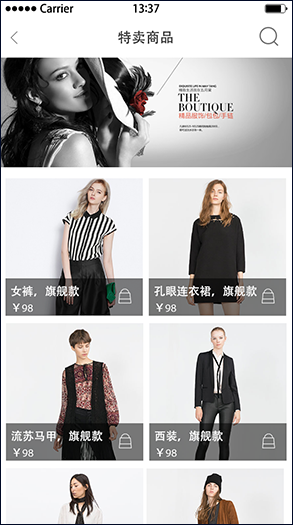 Carrier
13:37
特卖商品
THE
BOUTIQUE
精品服饰/包包/手链
女裤，旗舰款
￥98
孔眼连衣裙，旗舰款
￥98
流苏马甲，旗舰款
￥98
西装，旗舰款
￥98